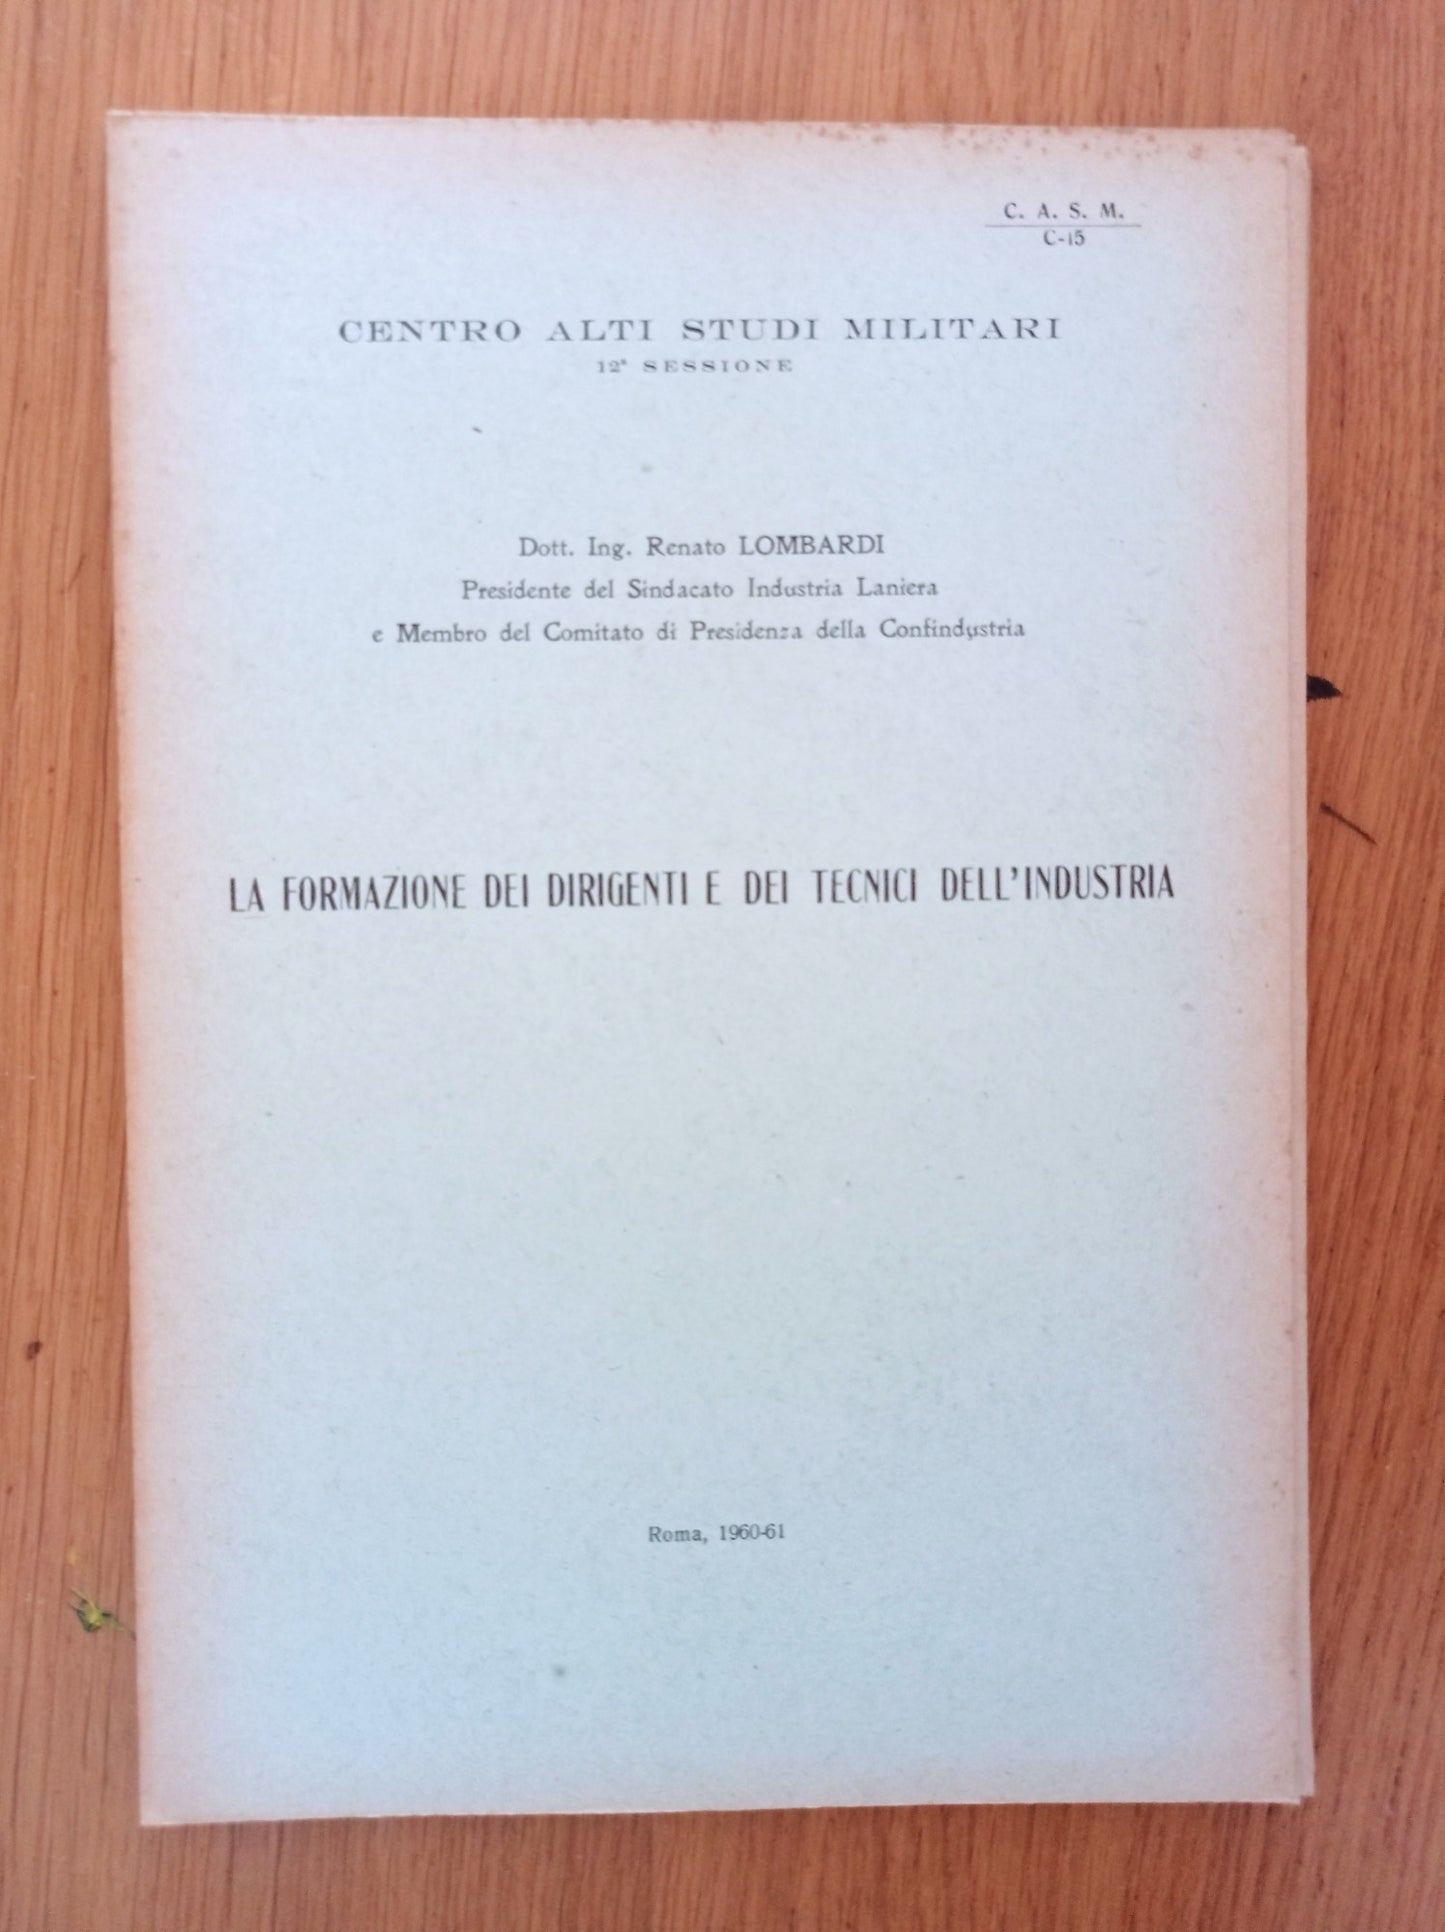 C. A. S. M.
C-15
CENTRO ALTI STUDI MILITARI
12ª SESSIONE
Dott. Ing. Renato LOMBARDI
Presidente del Sindacato Industria Laniera
e Membro del Comitato di Presidenza della Confindustria
LA FORMAZIONE DEI DIRIGENTI E DEI TECNICI DELL'INDUSTRIA
Roma, 1960-61